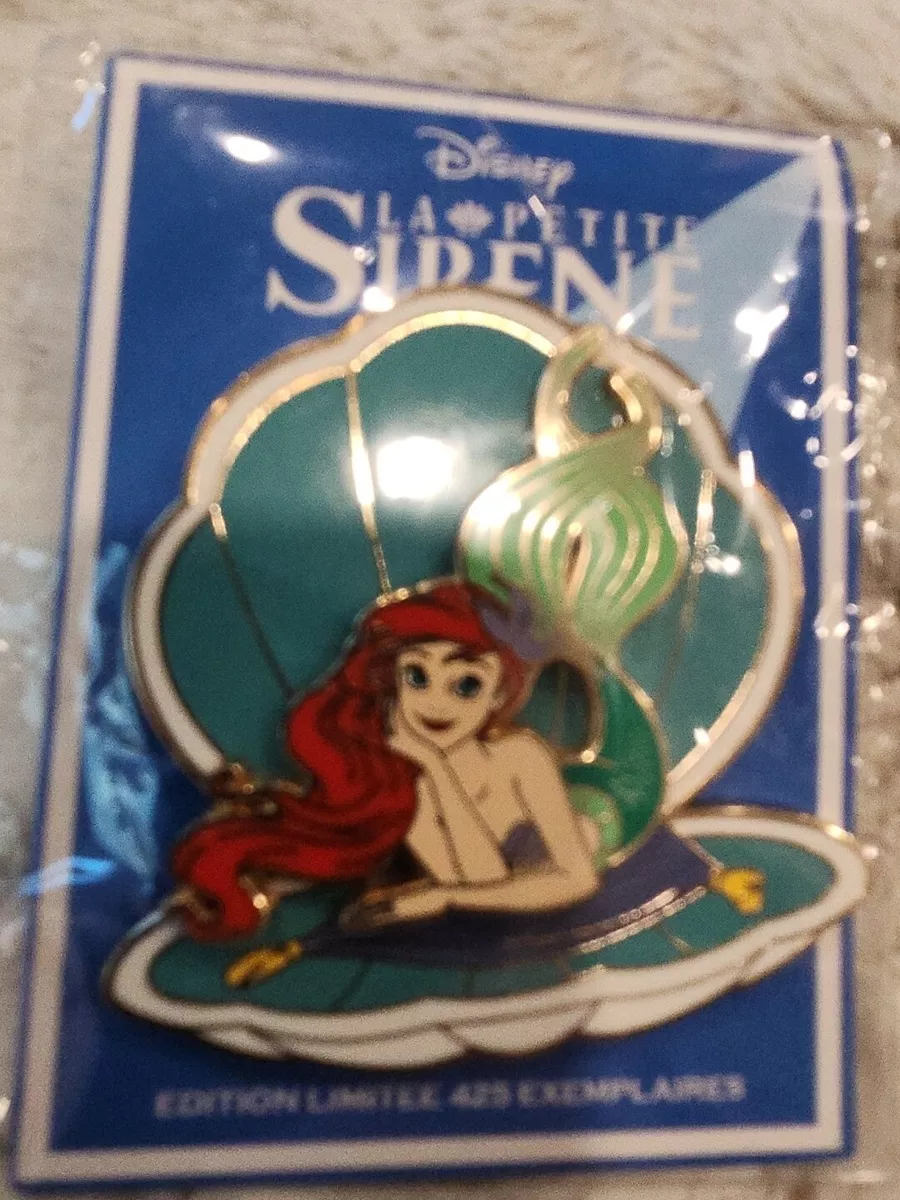 Disney
LA PETITE
SIRENE
EDITION LIMITEE 425 EXEMPLAIRES